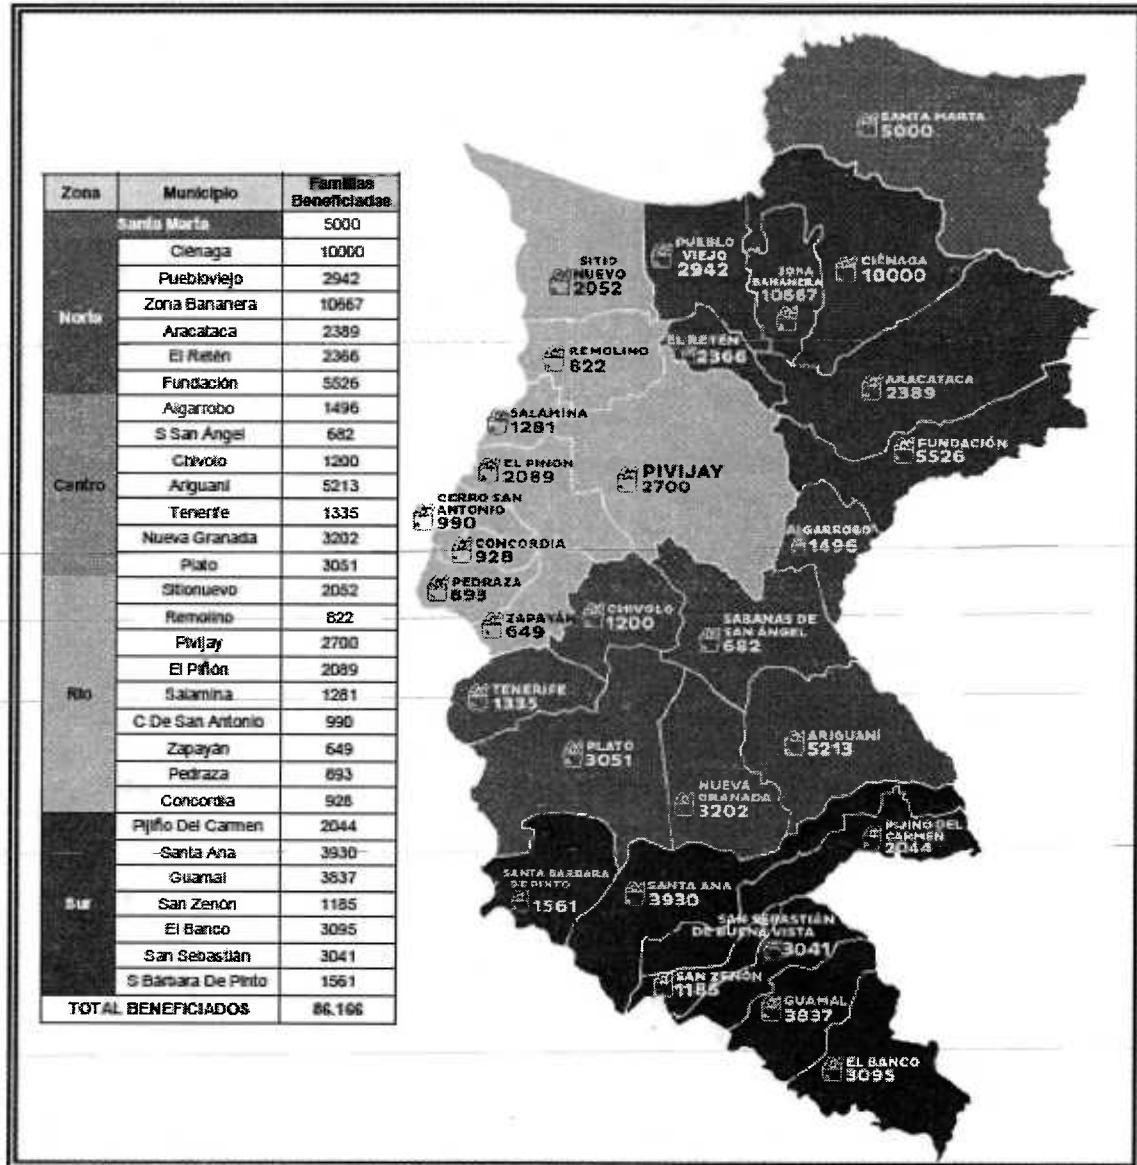 Zona Municipio Familias Beneficiadas
Santa Marta 5000
Ciénaga 10000
Puebloviejo 2942
Zona Bananera 10667
Norte
Aracataca 2389
El Retén 2366
Fundación 5526
Algarrobo 1496
S San Ángel 682
Chivolo 1200
Centro
Ariguaní 5213
Tenerife 1335
Nueva Granada 3202
Plato 3051
Sitionuevo 2052
Remolino 822
Pivijay 2700
El Piñón 2089
Rio
Salamina 1281
C De San Antonio 990
Zapayán 649
Pedraza 893
Concordia 928
Pijiño Del Carmen 2044
Santa Ana 3930
Guamal 3837
Sur
San Zenón 1185
El Banco 3095
San Sebastián 3041
S Bárbara De Pinto 1561
TOTAL BENEFICIADOS 86.166
SANTA MARTA
5000
PUEBLO
VIEJO
2942
ZONA
BANANERA
10667
CIÉNAGA
10000
SITIO
NUEVO
2052
EL RETÉN
2366
REMOLINO
822
ARACATACA
2389
SALAMINA
1281
FUNDACIÓN
5526
EL PIÑON
2089
PIVIJAY
2700
CERRO SAN
ANTONIO
990
ALGARROBO
1496
CONCORDIA
928
PEDRAZA
893
CHIVOLO
1200
ZAPAYÁN
649
SABANAS DE
SAN ÁNGEL
682
TENERIFE
1335
PLATO
3051
ARIGUANÍ
5213
NUEVA
GRANADA
3202
PIJIÑO DEL
CARMEN
2044
SANTA BARBARA
DE PINTO
1561
SANTA ANA
3930
SAN SEBASTIÁN
DE BUENA VISTA
3041
SAN ZENÓN
1185
GUAMAL
3837
EL BANCO
3095